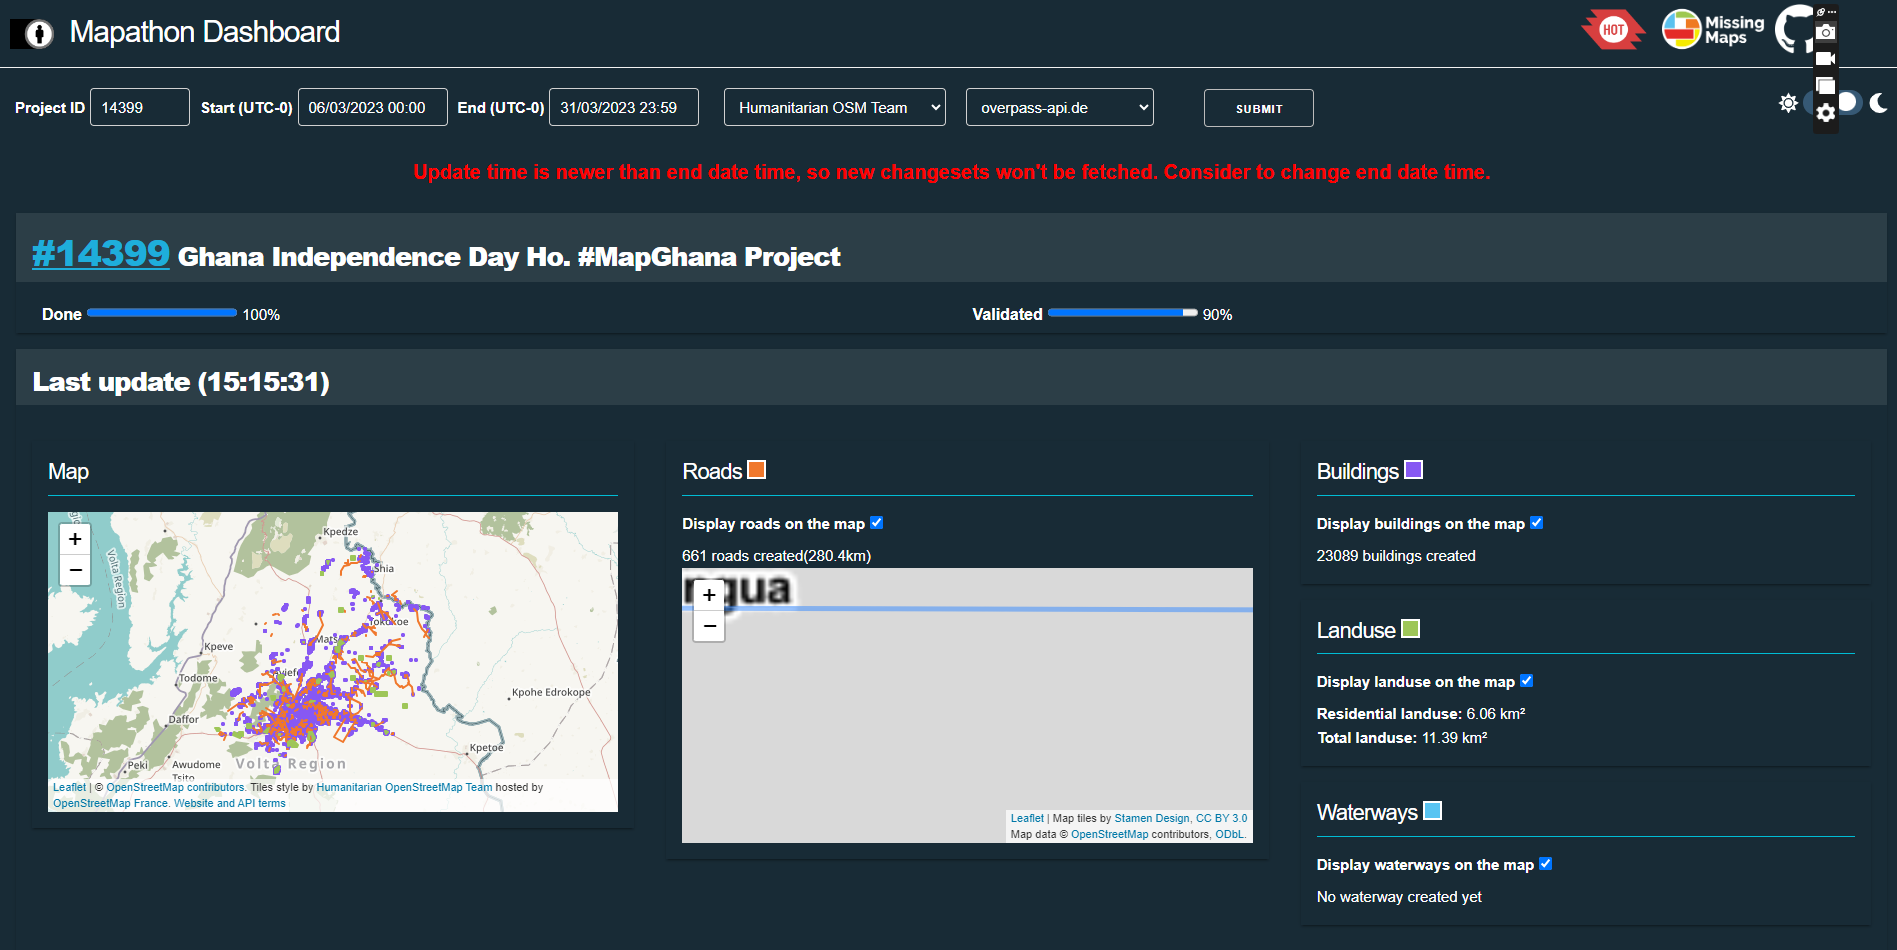 Mapathon Dashboard
HOT
Missing Maps
Project ID 14399 Start (UTC-0) 06/03/2023 00:00 End (UTC-0) 31/03/2023 23:59 Humanitarian OSM Team overpass-api.de SUBMIT
Update time is newer than end date time, so new changesets won't be fetched. Consider to change end date time.
#14399 Ghana Independence Day Ho. #MapGhana Project
Done 100% Validated 90%
Last update (15:15:31)
Map
+
−
Volta Region
Kpedze
Shia
Kpeve
Todome
Kpohe Edrokope
Daffor
Kpetoe
Peki
Awudome
Tsito
Volta Region
Leaflet | © OpenStreetMap contributors. Tiles style by Humanitarian OpenStreetMap Team hosted by
OpenStreetMap France. Website and API terms
Roads
Display roads on the map
661 roads created(280.4km)
+
−
Leaflet | Map tiles by Stamen Design, CC BY 3.0
Map data © OpenStreetMap contributors, ODbL.
Buildings
Display buildings on the map
23089 buildings created
Landuse
Display landuse on the map
Residential landuse: 6.06 km²
Total landuse: 11.39 km²
Waterways
Display waterways on the map
No waterway created yet